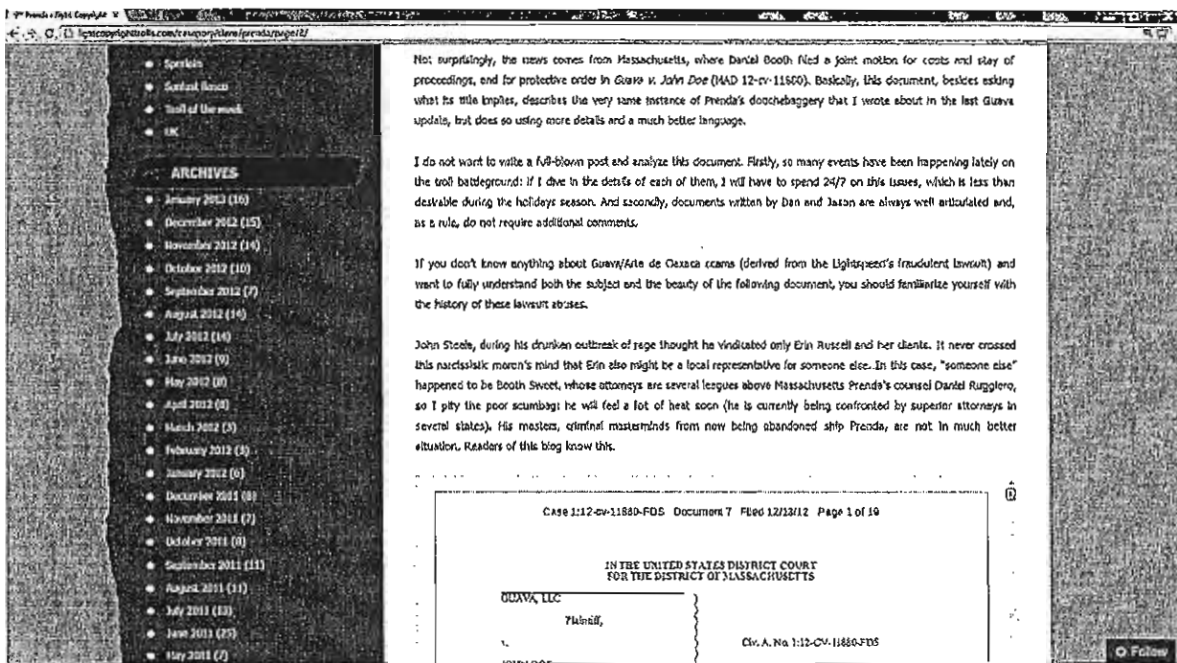 fightcopyrighttrolls.com/category/clans/prenda/page/2/
Specials
Sunlust fiasco
Troll of the week
UK
ARCHIVES
January 2013 (16)
December 2012 (15)
November 2012 (14)
October 2012 (10)
September 2012 (7)
August 2012 (14)
July 2012 (14)
June 2012 (9)
May 2012 (8)
April 2012 (8)
March 2012 (3)
February 2012 (3)
January 2012 (6)
December 2011 (8)
November 2011 (7)
October 2011 (8)
September 2011 (11)
August 2011 (11)
July 2011 (13)
June 2011 (25)
May 2011 (7)
Not surprisingly, the news comes from Massachusetts, where Daniel Booth filed a joint motion for costs and stay of
proceedings, and for protective order in Guava v. John Doe (MAD 12-cv-11880). Basically, this document, besides asking
what its title implies, describes the very same instance of Prenda's douchebaggery that I wrote about in the last Guava
update, but does so using more details and a much better language.
I do not want to write a full-blown post and analyze this document. Firstly, so many events have been happening lately on
the troll battleground: if I dive in the details of each of them, I will have to spend 24/7 on this issues, which is less than
desirable during the holidays season. And secondly, documents written by Dan and Jason are always well articulated and,
as a rule, do not require additional comments.
If you don't know anything about Guava/Arte de Oaxaca scams (derived from the Lightspeed's fraudulent lawsuit) and
want to fully understand both the subject and the beauty of the following document, you should familiarize yourself with
the history of these lawsuit abuses.
John Steele, during his drunken outbreak of rage thought he vindicated only Erin Russell and her clients. It never crossed
this narcissistic moron's mind that Erin also might be a local representative for someone else. In this case, "someone else"
happened to be Booth Sweet, whose attorneys are several leagues above Massachusetts Prenda's counsel Daniel Ruggiero,
so I pity the poor scumbag: he will feel a lot of heat soon (he is currently being confronted by superior attorneys in
several states). His masters, criminal masterminds from now being abandoned ship Prenda, are not in much better
situation. Readers of this blog know this.
Case 1:12-cv-11880-FDS Document 7 Filed 12/13/12 Page 1 of 19
IN THE UNITED STATES DISTRICT COURT
FOR THE DISTRICT OF MASSACHUSETTS
GUAVA, LLC
Plaintiff,
v.
Civ. A. No. 1:12-CV-11880-FDS
JOHN DOE
Follow